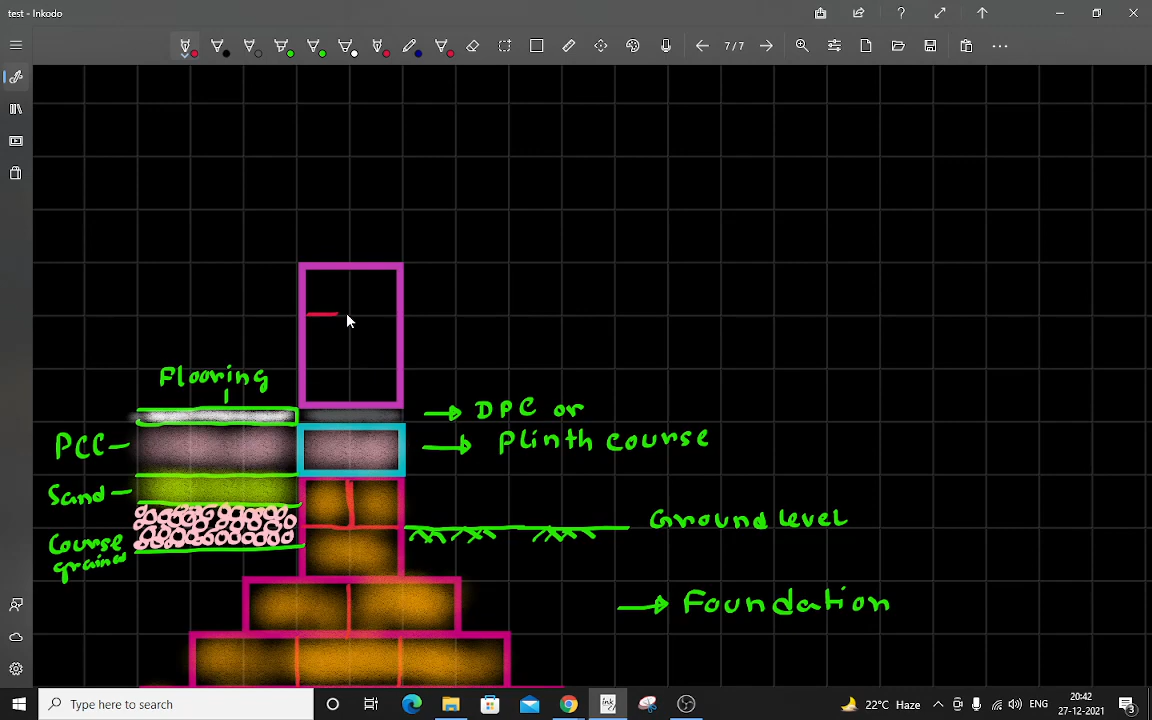 test - Inkodo
7/7
Flooring
DPC or
PCC
Plinth course
Sand
Ground level
Course
grained
Foundation
Type here to search
22°C Haze
ENG
20:42
27-12-2021
3